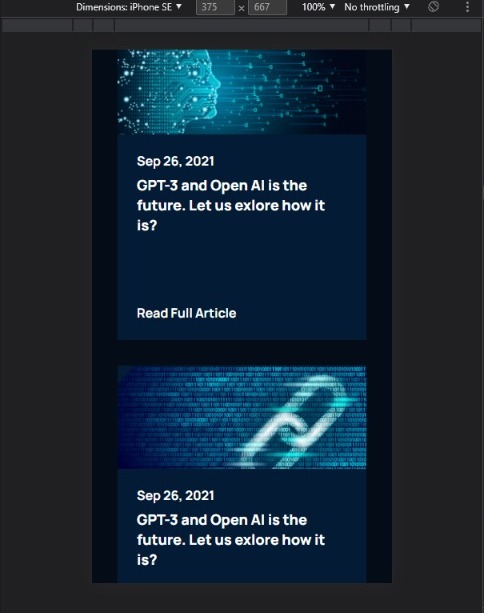 Dimensions: iPhone SE ▼ 375 × 667 100% ▼ No throttling ▼
Sep 26, 2021
GPT-3 and Open AI is the
future. Let us exlore how it
is?
Read Full Article
Sep 26, 2021
GPT-3 and Open AI is the
future. Let us exlore how it
is?